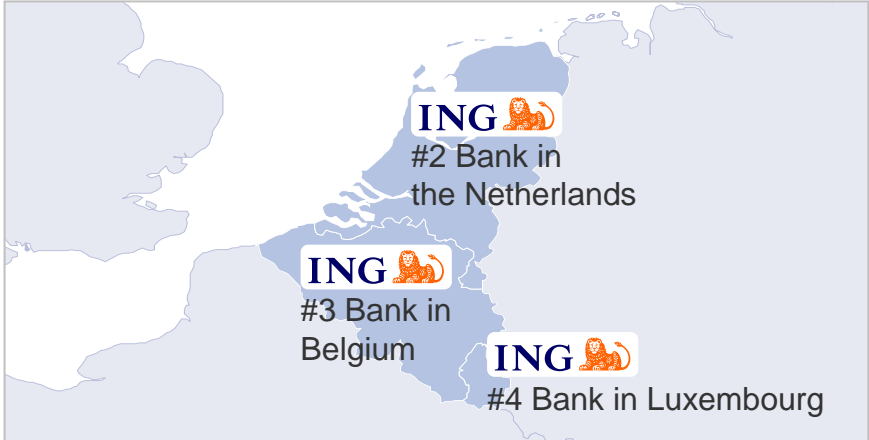 ING
#2 Bank in
the Netherlands
ING
#3 Bank in
Belgium
ING
#4 Bank in Luxembourg